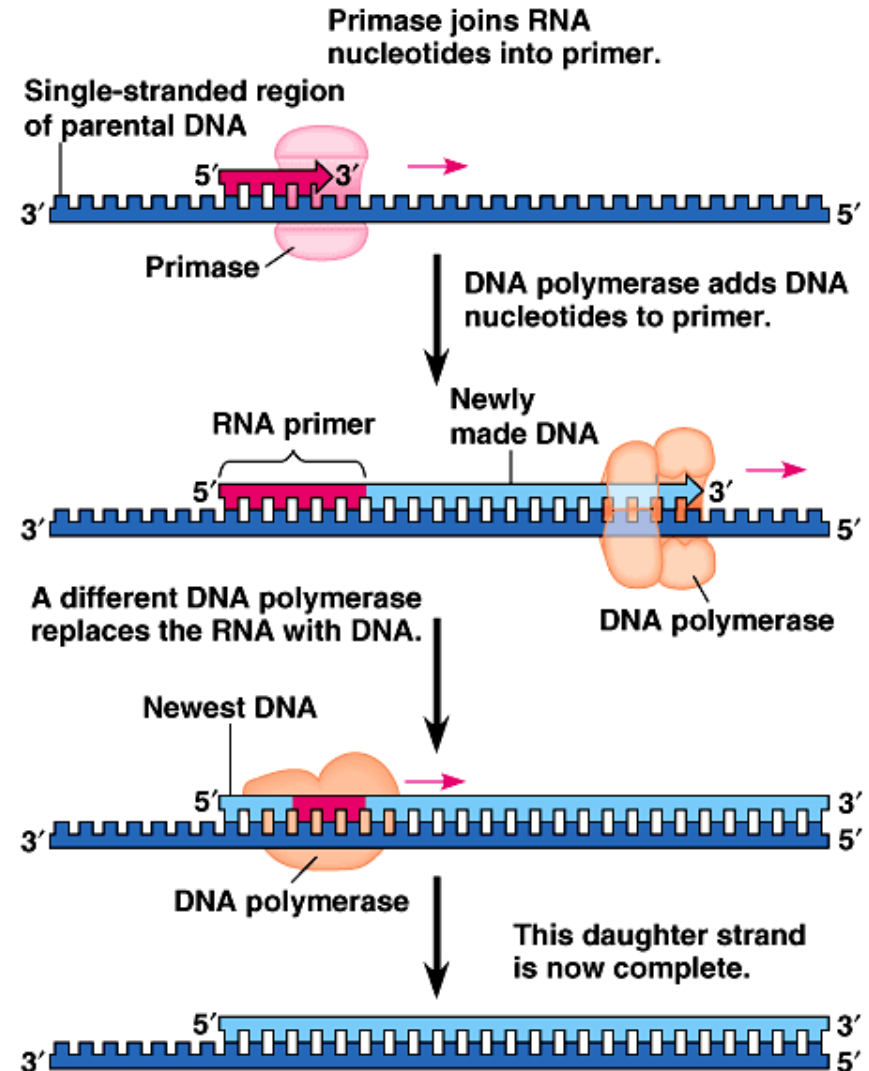 Primase joins RNA
nucleotides into primer.
Single-stranded region
of parental DNA
5′ 3′
3′ 5′
Primase
DNA polymerase adds DNA
nucleotides to primer.
Newly
made DNA
RNA primer
5′ 3′
3′ 5′
DNA polymerase
A different DNA polymerase
replaces the RNA with DNA.
Newest DNA
5′ 3′
3′ 5′
DNA polymerase
This daughter strand
is now complete.
5′ 3′
3′ 5′